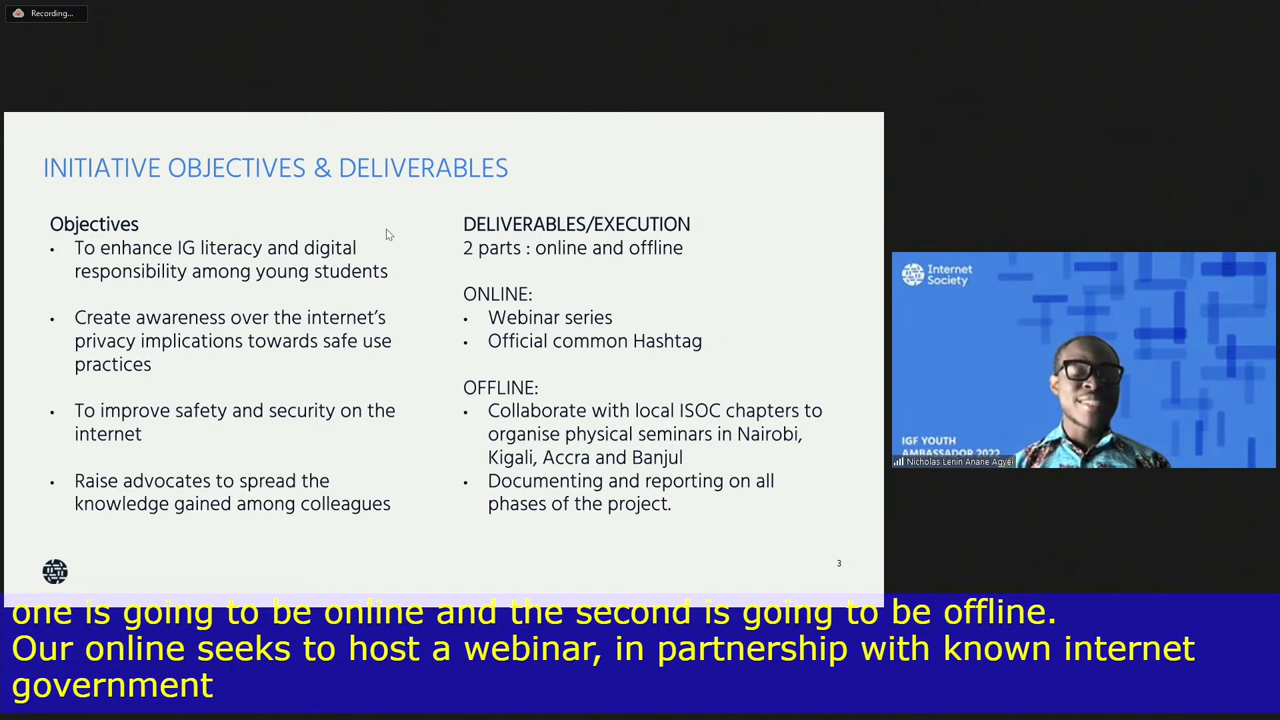 Recording...
INITIATIVE OBJECTIVES & DELIVERABLES
Objectives
• To enhance IG literacy and digital
responsibility among young students
• Create awareness over the internet's
privacy implications towards safe use
practices
• To improve safety and security on the
internet
• Raise advocates to spread the
knowledge gained among colleagues
DELIVERABLES/EXECUTION
2 parts : online and offline
ONLINE:
• Webinar series
• Official common Hashtag
OFFLINE:
• Collaborate with local ISOC chapters to
organise physical seminars in Nairobi,
Kigali, Accra and Banjul
• Documenting and reporting on all
phases of the project.
3
Internet
Society
IGF YOUTH
AMBASSADOR 2022
Nicholas Lenin Anane Agyei
one is going to be online and the second is going to be offline.
Our online seeks to host a webinar, in partnership with known internet
government